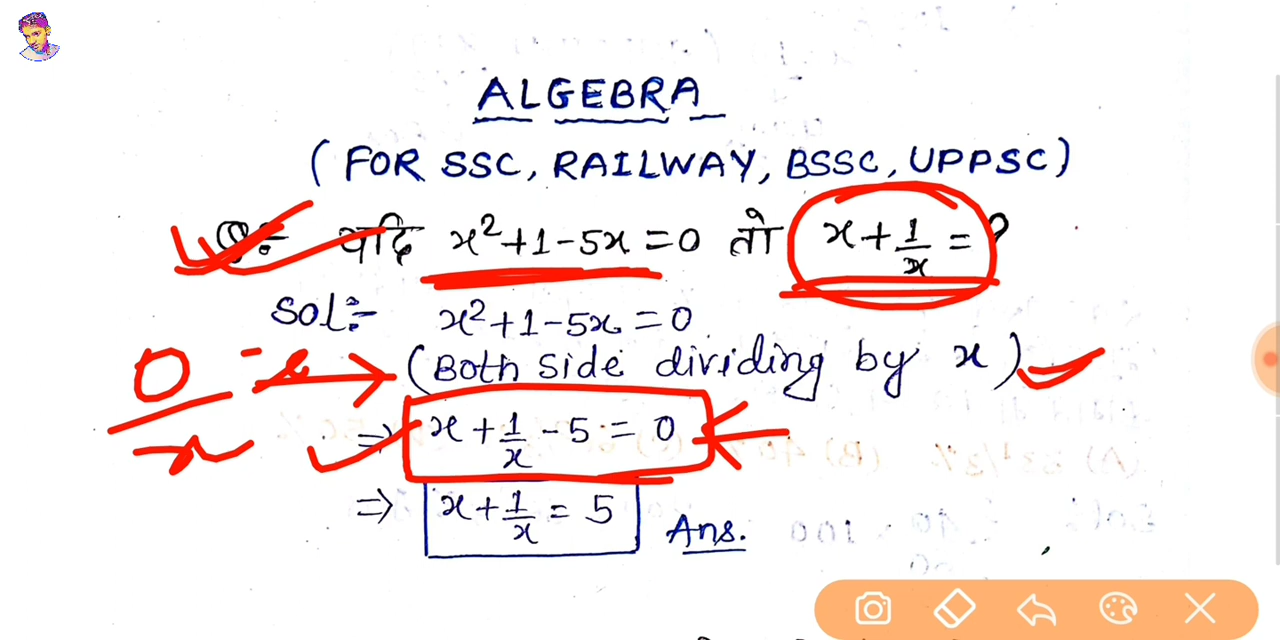 ALGEBRA
(FOR SSC, RAILWAY, BSSC, UPPSC)
Q:- यदि x²+1-5x=0 तो x+1/x=?
Sol:- x²+1-5x=0
(Both side dividing by x)
0/x
⇒ x+1/x-5=0
⇒ x+1/x=5 Ans.